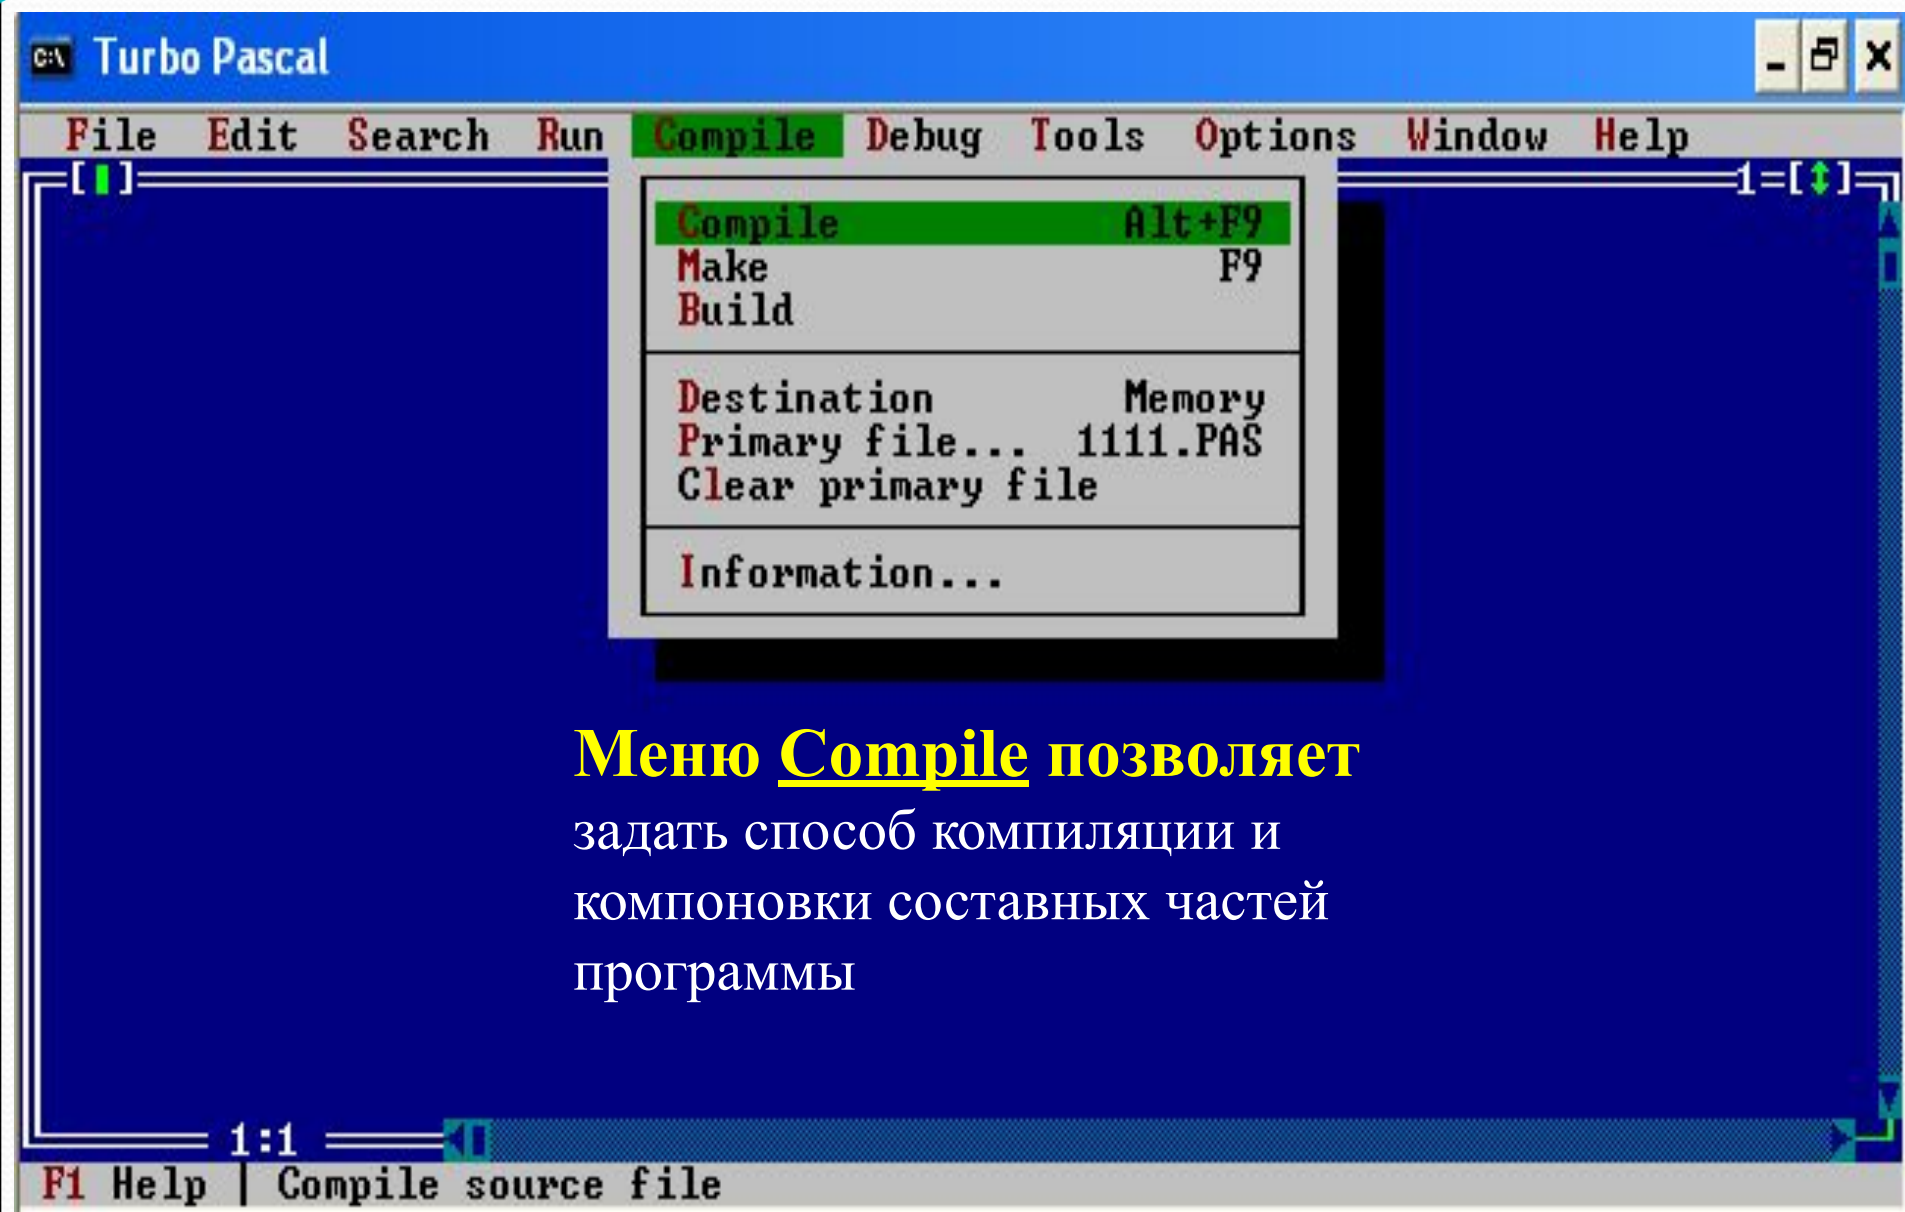 Turbo Pascal
File Edit Search Run Compile Debug Tools Options Window Help
1
Compile Alt+F9
Make F9
Build
Destination Memory
Primary file... 1111.PAS
Clear primary file
Information...
Меню Compile позволяет
задать способ компиляции и
компоновки составных частей
программы
1:1
F1 Help | Compile source file